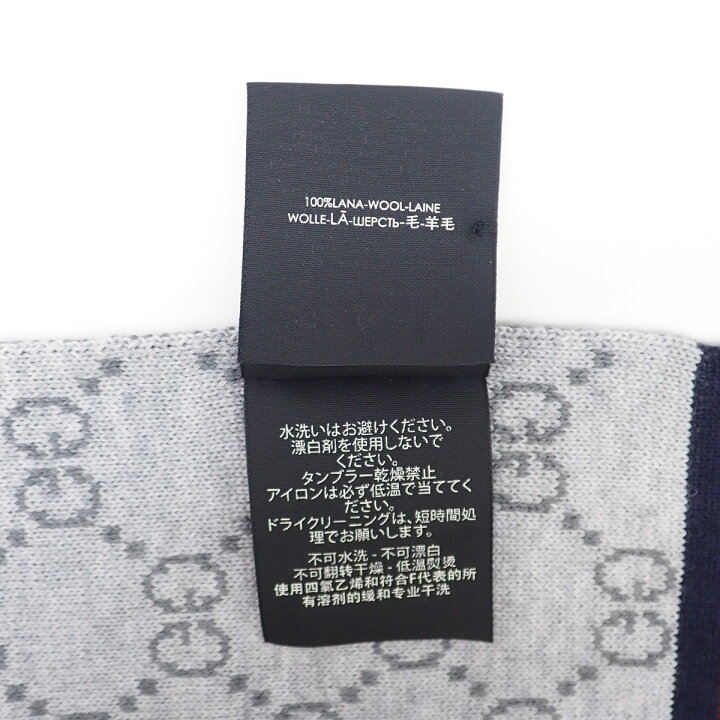 100%LANA-WOOL-LAINE
WOLLE-LÃ-ШЕРСТЬ-毛-羊毛
水洗いはお避けください。
漂白剤を使用しないで
ください。
タンブラー乾燥禁止
アイロンは必ず低温で当ててく
ださい。
ドライクリーニングは、短時間処
理でお願いします。
不可水洗 - 不可漂白
不可翻转干燥 - 低温熨烫
使用四氯乙烯和符合F代表的所
有溶剂的缓和专业干洗